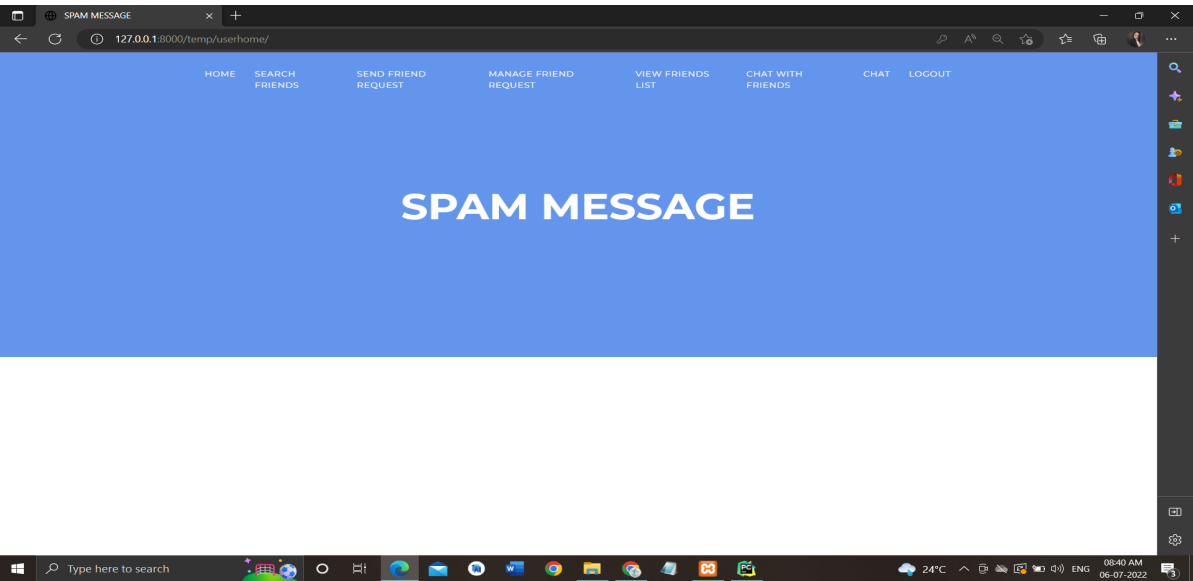 SPAM MESSAGE
127.0.0.1:8000/temp/userhome/
HOME SEARCH FRIENDS SEND FRIEND REQUEST MANAGE FRIEND REQUEST VIEW FRIENDS LIST CHAT WITH FRIENDS CHAT LOGOUT
SPAM MESSAGE
Type here to search
24°C
ENG
08:40 AM
06-07-2022
3